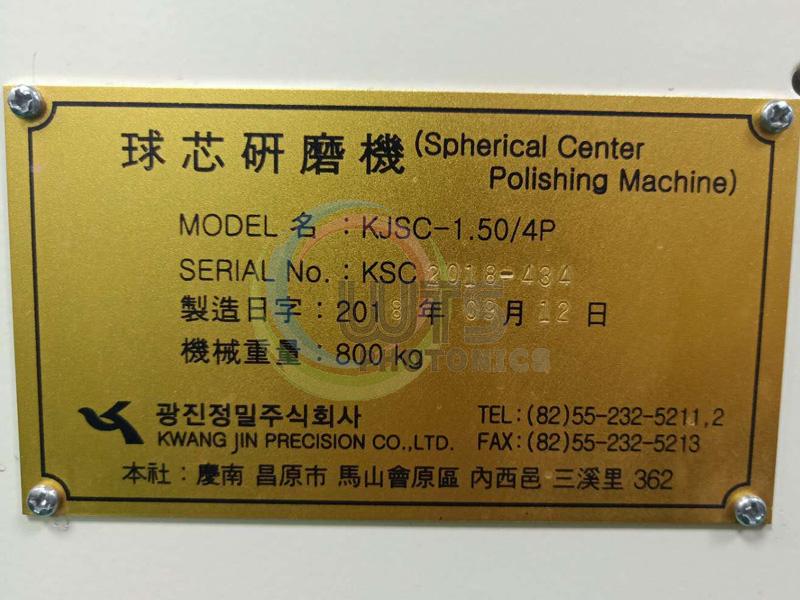 球芯研磨機(Spherical Center
Polishing Machine)
MODEL 名 : KJSC-1.50/4P
SERIAL No. : KSC 2018-434
製造日字 : 2018 年 09 月 12 日
機械重量 : 800 kg
WTS
PHOTONICS
광진정밀주식회사
KWANG JIN PRECISION CO.,LTD.
TEL:(82)55-232-5211,2
FAX:(82)55-232-5213
本社 : 慶南 昌原市 馬山會原區 內西邑 三溪里 362